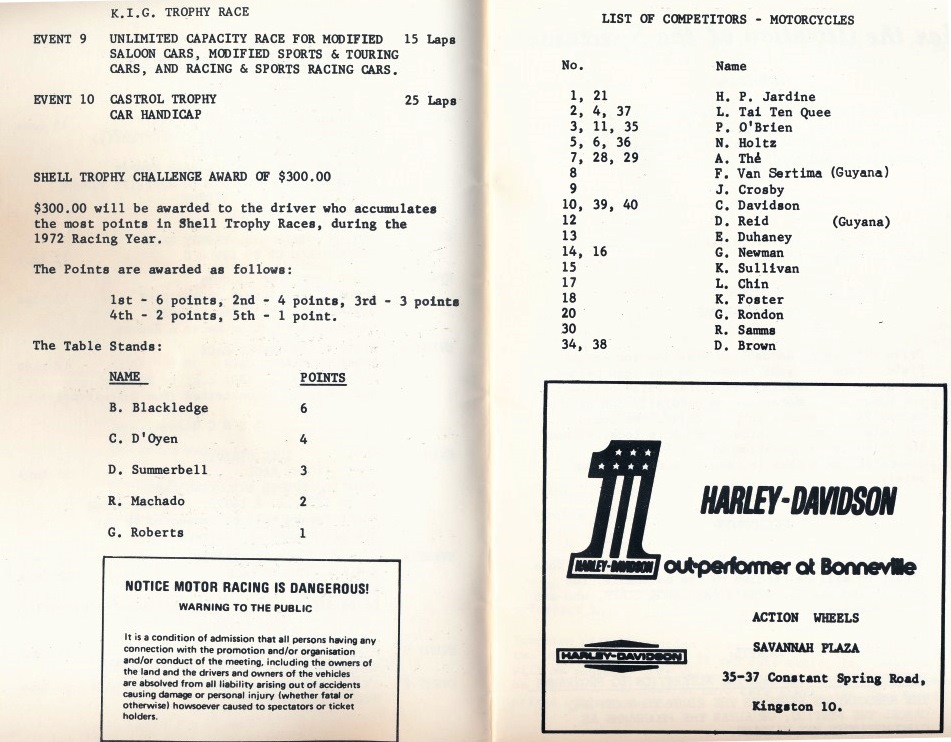 K.I.G. TROPHY RACE
EVENT 9 UNLIMITED CAPACITY RACE FOR MODIFIED 15 Laps
SALOON CARS, MODIFIED SPORTS & TOURING
CARS, AND RACING & SPORTS RACING CARS.
EVENT 10 CASTROL TROPHY 25 Laps
CAR HANDICAP
SHELL TROPHY CHALLENGE AWARD OF $300.00
$300.00 will be awarded to the driver who accumulates
the most points in Shell Trophy Races, during the
1972 Racing Year.
The Points are awarded as follows:
1st - 6 points, 2nd - 4 points, 3rd - 3 points
4th - 2 points, 5th - 1 point.
The Table Stands:
NAME POINTS
B. Blackledge 6
C. D'Oyen 4
D. Summerbell 3
R. Machado 2
G. Roberts 1
NOTICE MOTOR RACING IS DANGEROUS!
WARNING TO THE PUBLIC
It is a condition of admission that all persons having any
connection with the promotion and/or organisation
and/or conduct of the meeting, including the owners of
the land and the drivers and owners of the vehicles
are absolved from all liability arising out of accidents
causing damage or personal injury (whether fatal or
otherwise) howsoever caused to spectators or ticket
holders.
LIST OF COMPETITORS - MOTORCYCLES
No. Name
1, 21 H. P. Jardine
2, 4, 37 L. Tai Ten Quee
3, 11, 35 P. O'Brien
5, 6, 36 N. Holtz
7, 28, 29 A. Thé
8 F. Van Sertima (Guyana)
9 J. Crosby
10, 39, 40 C. Davidson
12 D. Reid (Guyana)
13 E. Duhaney
14, 16 G. Newman
15 K. Sullivan
17 L. Chin
18 K. Foster
20 G. Rondon
30 R. Samms
34, 38 D. Brown
1
HARLEY-DAVIDSON
HARLEY-DAVIDSON
out-performer at Bonneville
ACTION WHEELS
HARLEY-DAVIDSON
SAVANNAH PLAZA
35-37 Constant Spring Road,
Kingston 10.